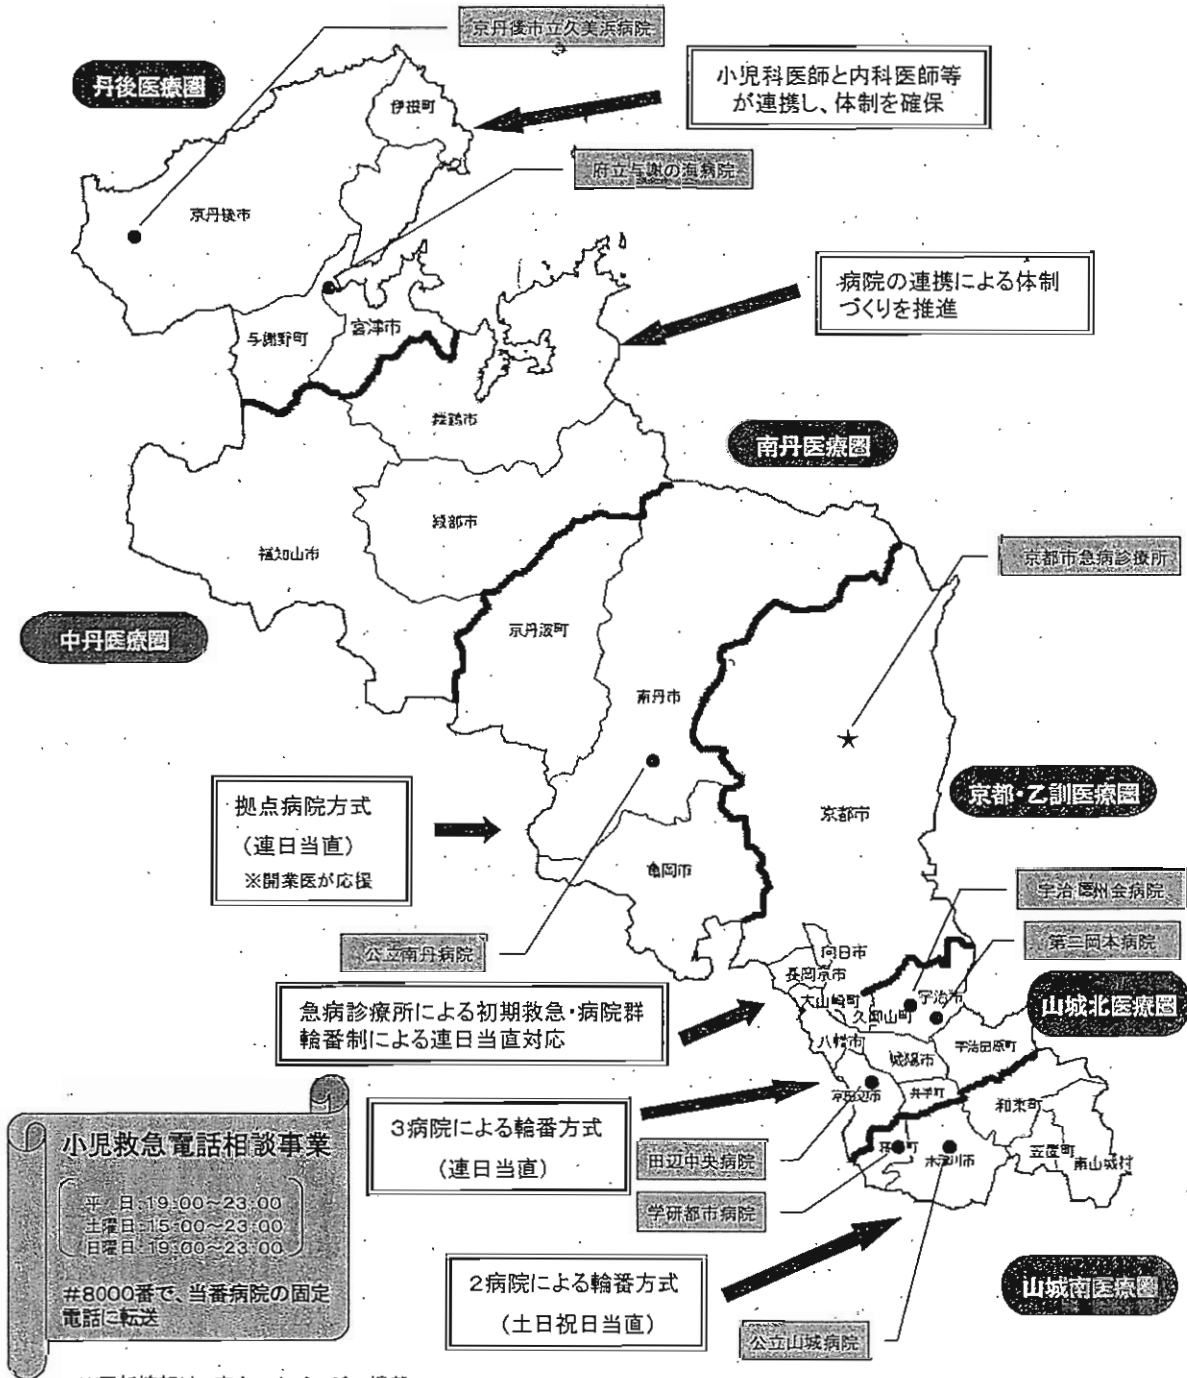 京丹後市立久美浜病院
丹後医療圏
小児科医師と内科医師等
が連携し、体制を確保
伊根町
府立与謝の海病院
京丹後市
病院の連携による体制
づくりを推進
与謝野町
宮津市
舞鶴市
南丹医療圏
綾部市
福知山市
京都市急病診療所
中丹医療圏
京丹波町
南丹市
京都・乙訓医療圏
拠点病院方式
(連日当直)
※開業医が応援
京都市
亀岡市
宇治徳州会病院
公立南丹病院
向日市
第二岡本病院
長岡京市
大山崎町
宇治市
久御山町
山城北医療圏
急病診療所による初期救急・病院群
輪番制による連日当直対応
八幡市
城陽市
宇治田原町
京田辺市
井手町
和束町
小児救急電話相談事業
平 日:19:00~23:00
土曜日:15:00~23:00
日曜日:19:00~23:00
#8000番で、当番病院の固定
電話に転送
3病院による輪番方式
(連日当直)
田辺中央病院
木津川市
笠置町
南山城村
学研都市病院
2病院による輪番方式
(土日祝日当直)
山城南医療圏
公立山城病院